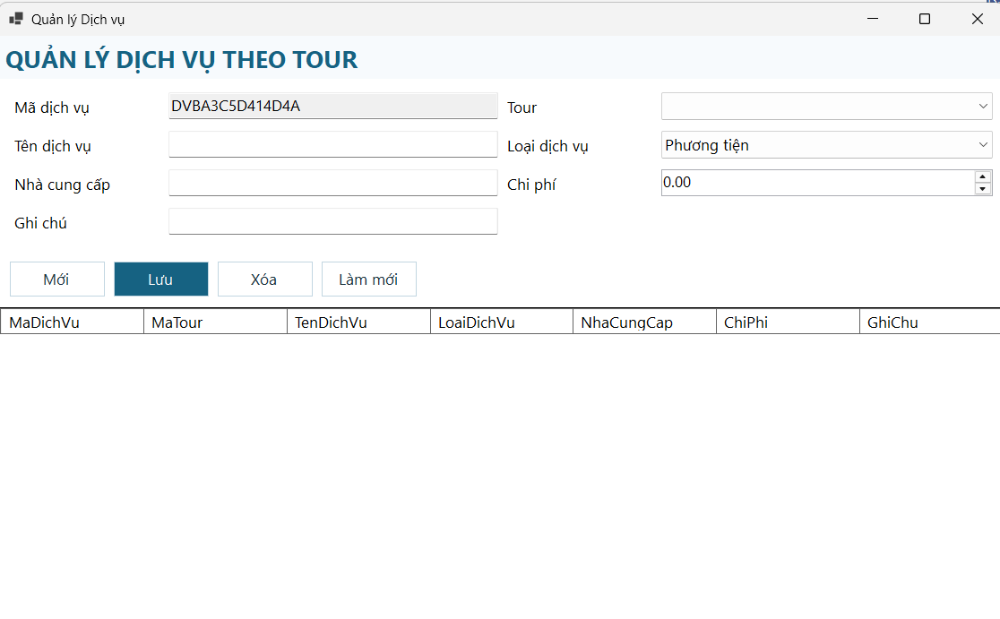 Quản lý Dịch vụ
QUẢN LÝ DỊCH VỤ THEO TOUR
Mã dịch vụ DVBA3C5D414D4A Tour
Tên dịch vụ Loại dịch vụ Phương tiện
Nhà cung cấp Chi phí 0.00
Ghi chú
Mới Lưu Xóa Làm mới
MaDichVu MaTour TenDichVu LoaiDichVu NhaCungCap ChiPhi GhiChu